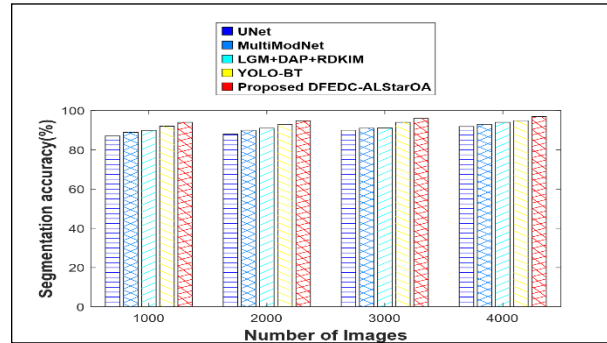 UNet
MultiModNet
LGM+DAP+RDKIM
YOLO-BT
Proposed DFEDC-ALStarOA
100
80
60
40
20
0
Segmentation accuracy(%)
1000 2000 3000 4000
Number of Images